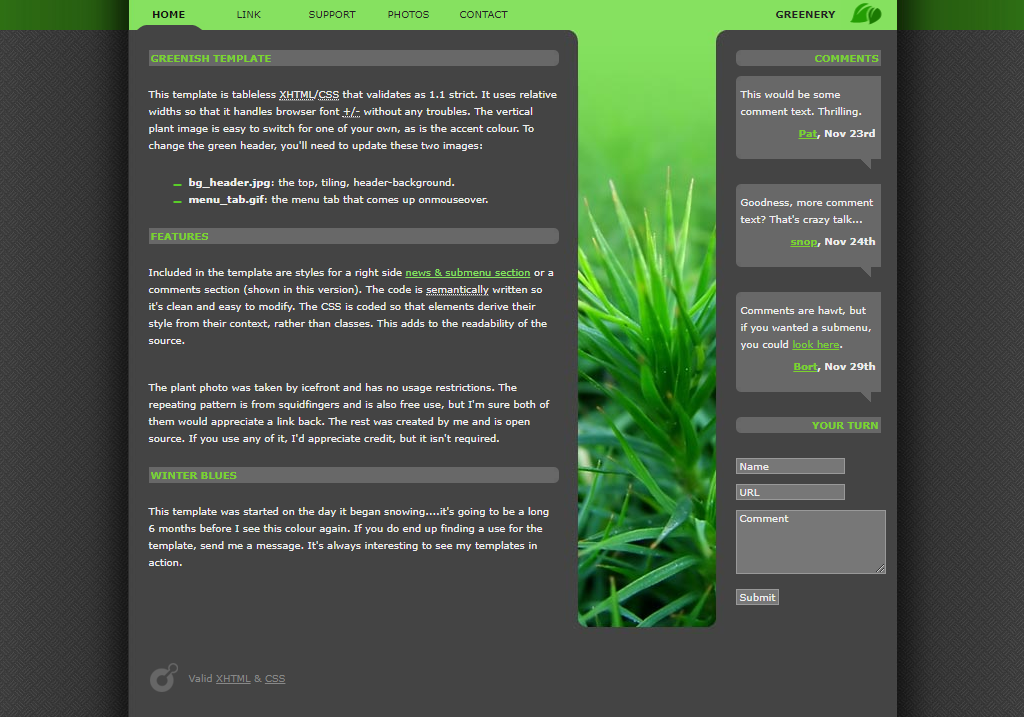 HOME LINK SUPPORT PHOTOS CONTACT GREENERY
GREENISH TEMPLATE
This template is tableless XHTML/CSS that validates as 1.1 strict. It uses relative
widths so that it handles browser font +/- without any troubles. The vertical
plant image is easy to switch for one of your own, as is the accent colour. To
change the green header, you'll need to update these two images:
bg_header.jpg: the top, tiling, header-background.
menu_tab.gif: the menu tab that comes up onmouseover.
FEATURES
Included in the template are styles for a right side news & submenu section or a
comments section (shown in this version). The code is semantically written so
it's clean and easy to modify. The CSS is coded so that elements derive their
style from their context, rather than classes. This adds to the readability of the
source.
The plant photo was taken by icefront and has no usage restrictions. The
repeating pattern is from squidfingers and is also free use, but I'm sure both of
them would appreciate a link back. The rest was created by me and is open
source. If you use any of it, I'd appreciate credit, but it isn't required.
WINTER BLUES
This template was started on the day it began snowing....it's going to be a long
6 months before I see this colour again. If you do end up finding a use for the
template, send me a message. It's always interesting to see my templates in
action.
COMMENTS
This would be some
comment text. Thrilling.
Pat, Nov 23rd
Goodness, more comment
text? That's crazy talk...
snop, Nov 24th
Comments are hawt, but
if you wanted a submenu,
you could look here.
Bort, Nov 29th
YOUR TURN
Name
URL
Comment
Submit
Valid XHTML & CSS